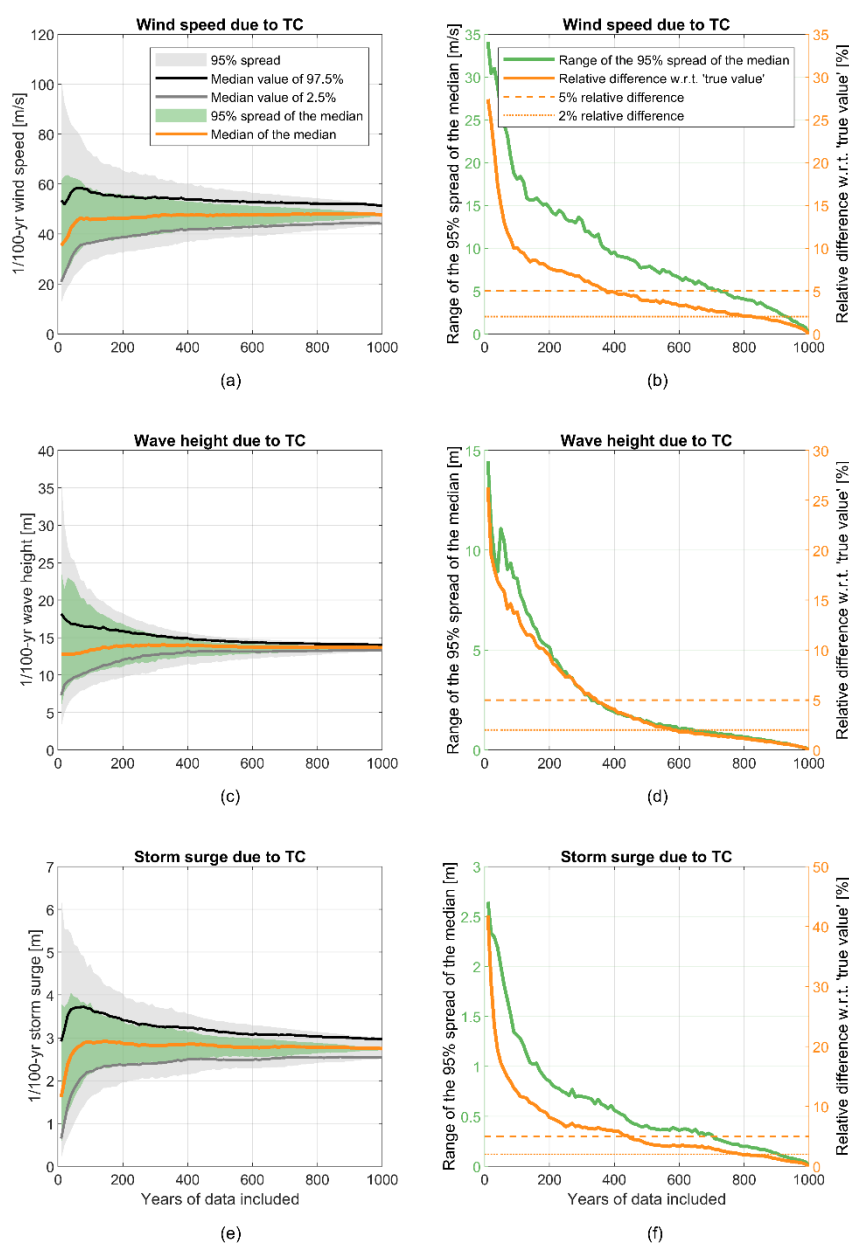 Wind speed due to TC
120
100
80
60
40
20
0
1/100-yr wind speed [m/s]
95% spread
Median value of 97.5%
Median value of 2.5%
95% spread of the median
Median of the median
0 200 400 600 800 1000
(a)
Wind speed due to TC
35
30
25
20
15
10
5
0
Range of the 95% spread of the median [m/s]
Range of the 95% spread of the median
Relative difference w.r.t. 'true value'
5% relative difference
2% relative difference
35
30
25
20
15
10
5
0
Relative difference w.r.t. 'true value' [%]
0 200 400 600 800 1000
(b)
Wave height due to TC
40
35
30
25
20
15
10
5
0
1/100-yr wave height [m]
0 200 400 600 800 1000
(c)
Wave height due to TC
15
10
5
0
Range of the 95% spread of the median [m]
30
25
20
15
10
5
0
Relative difference w.r.t. 'true value' [%]
0 200 400 600 800 1000
(d)
Storm surge due to TC
7
6
5
4
3
2
1
0
1/100-yr storm surge [m]
0 200 400 600 800 1000
Years of data included
(e)
Storm surge due to TC
3
2.5
2
1.5
1
0.5
0
Range of the 95% spread of the median [m]
50
40
30
20
10
0
Relative difference w.r.t. 'true value' [%]
0 200 400 600 800 1000
Years of data included
(f)